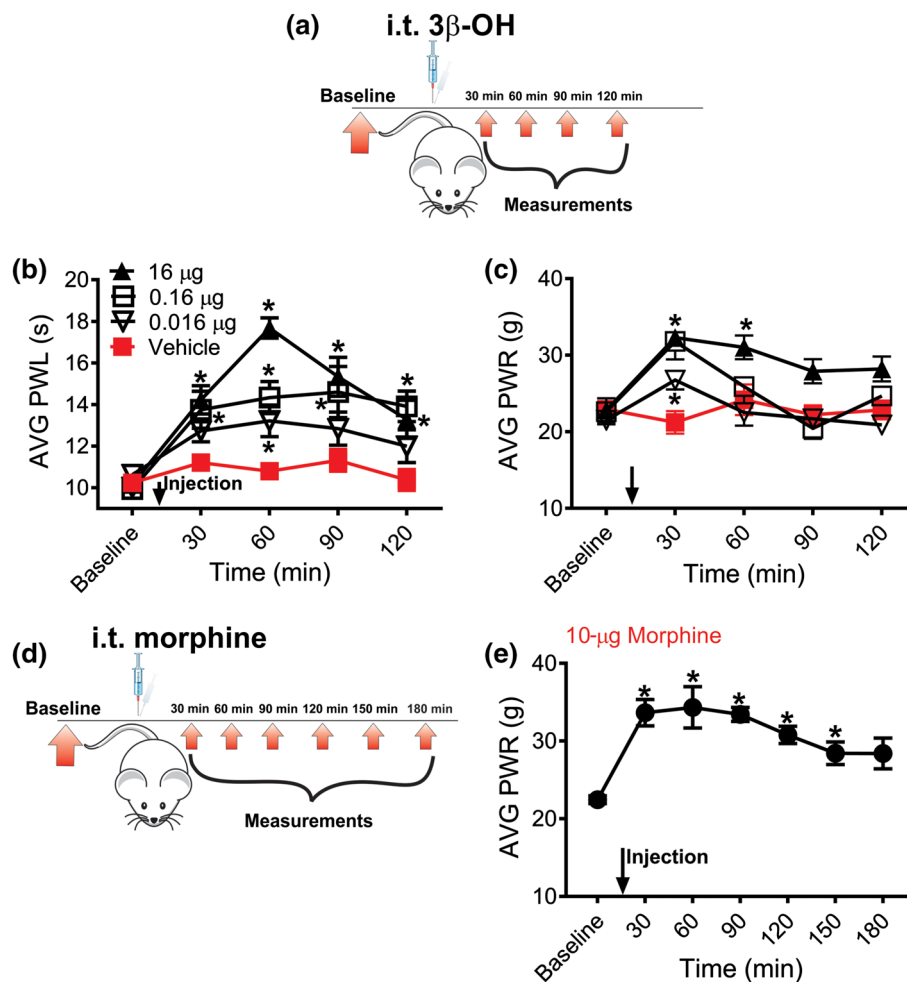 (a) i.t. 3β-OH
Baseline
30 min 60 min 90 min 120 min
Measurements
(b)
16 μg
0.16 μg
0.016 μg
Vehicle
AVG PWL (s)
20
18
16
14
12
10
* * * * * * * * * *
Injection
Baseline 30 60 90 120
Time (min)
(c)
AVG PWR (g)
40
30
20
10
* * *
Baseline 30 60 90 120
Time (min)
(d) i.t. morphine
Baseline
30 min 60 min 90 min 120 min 150 min 180 min
Measurements
(e) 10-μg Morphine
AVG PWR (g)
40
30
20
10
* * * * *
Injection
Baseline 30 60 90 120 150 180
Time (min)